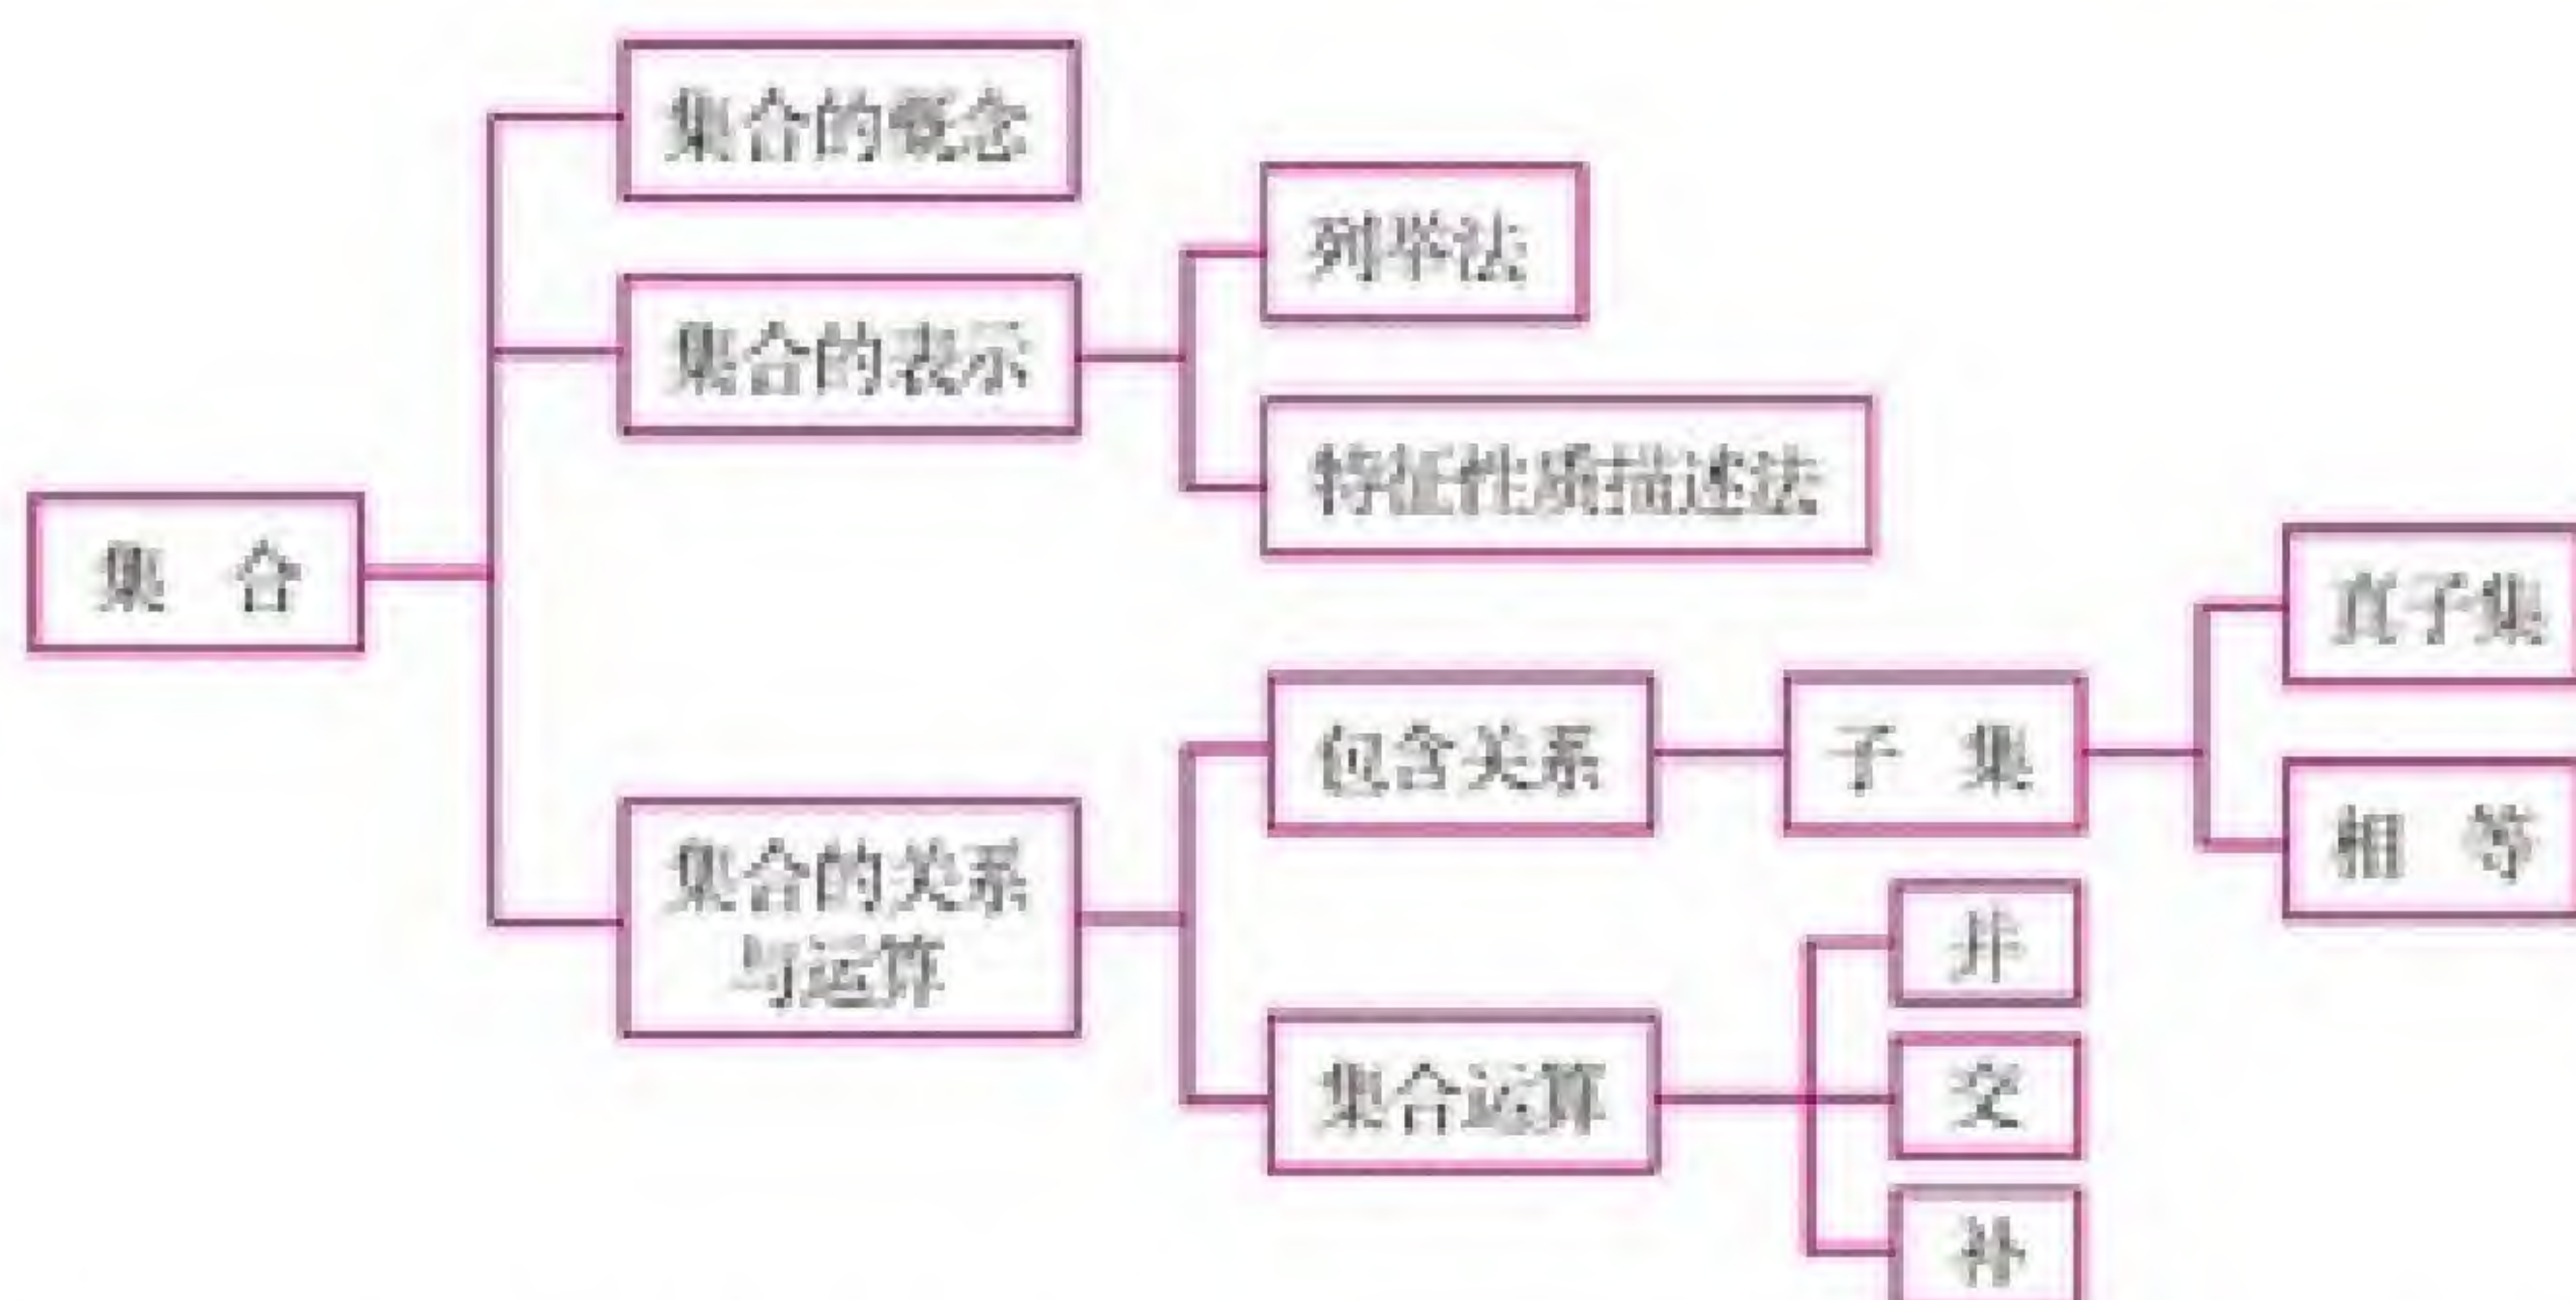 集合的概念
列举法
集合的表示
特征性质描述法
集 合
真子集
包含关系
子 集
相 等
集合的关系
与运算
并
交
集合运算
补